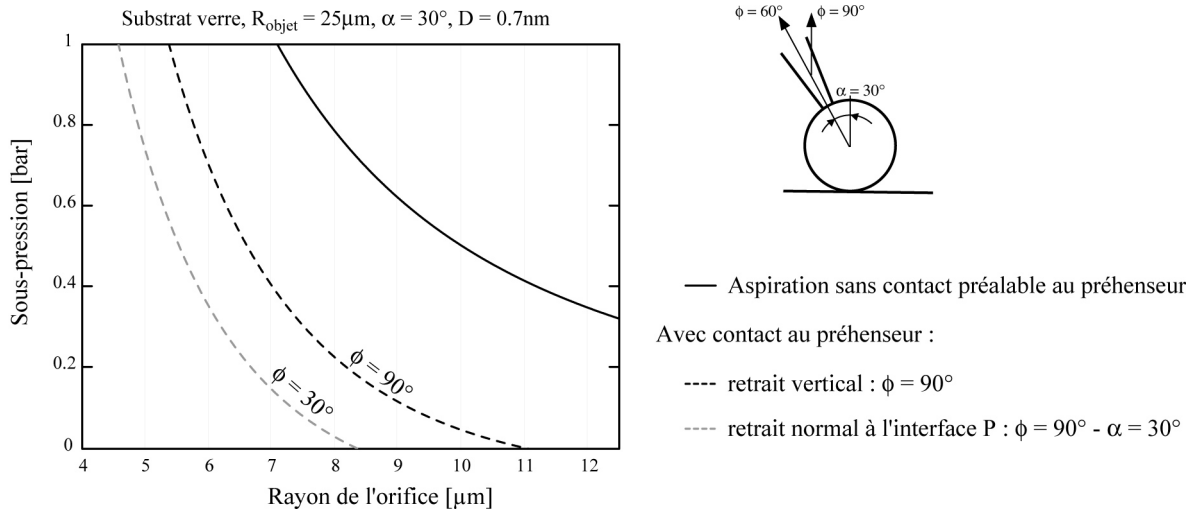 Substrat verre, Robjet = 25µm, α = 30°, D = 0.7nm
1
0.8
0.6
0.4
0.2
0
Sous-pression [bar]
ϕ = 90°
ϕ = 30°
4 5 6 7 8 9 10 11 12
Rayon de l'orifice [µm]
ϕ = 60° ϕ = 90°
α = 30°
Aspiration sans contact préalable au préhenseur
Avec contact au préhenseur :
retrait vertical : ϕ = 90°
retrait normal à l'interface P : ϕ = 90° - α = 30°